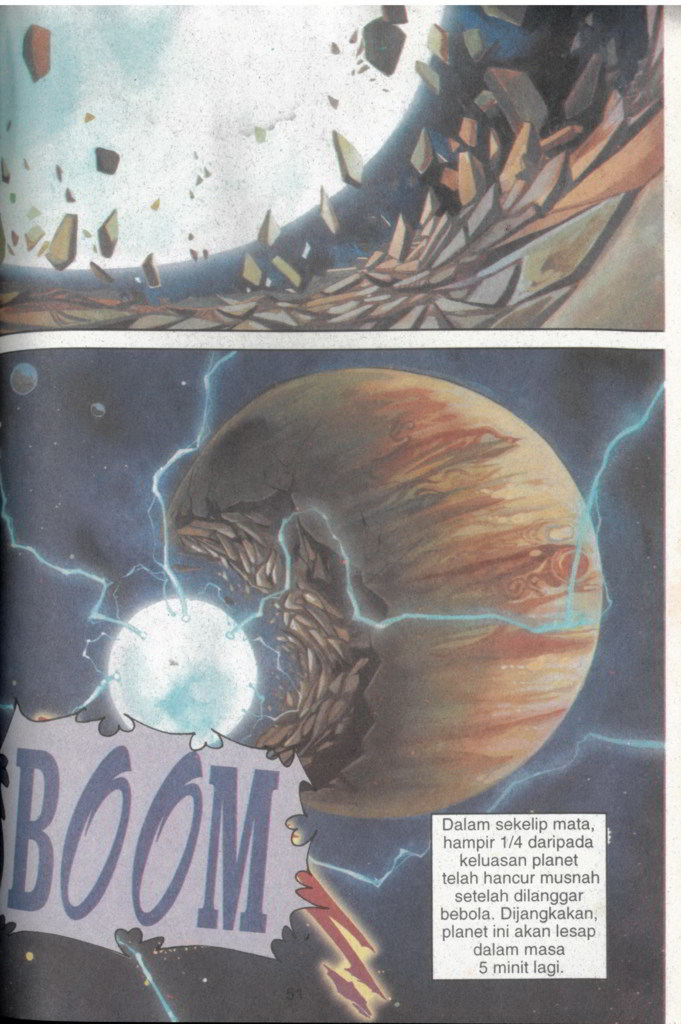 BOOM
Dalam sekelip mata,
hampir 1/4 daripada
keluasan planet
telah hancur musnah
setelah dilanggar
bebola. Dijangkakan,
planet ini akan lesap
dalam masa
5 minit lagi.
51